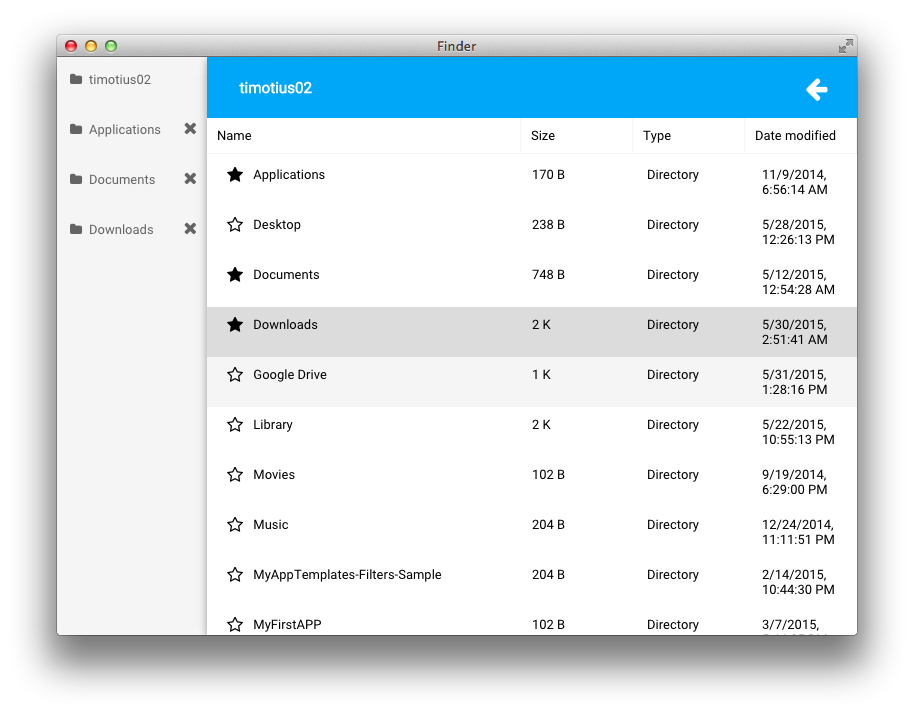 Finder
timotius02
Applications
Documents
Downloads
timotius02
Name Size Type Date modified
Applications 170 B Directory 11/9/2014,
6:56:14 AM
Desktop 238 B Directory 5/28/2015,
12:26:13 PM
Documents 748 B Directory 5/12/2015,
12:54:28 AM
Downloads 2 K Directory 5/30/2015,
2:51:41 AM
Google Drive 1 K Directory 5/31/2015,
1:28:16 PM
Library 2 K Directory 5/22/2015,
10:55:13 PM
Movies 102 B Directory 9/19/2014,
6:29:00 PM
Music 204 B Directory 12/24/2014,
11:11:51 PM
MyAppTemplates-Filters-Sample 204 B Directory 2/14/2015,
10:44:30 PM
MyFirstAPP 102 B Directory 3/7/2015,